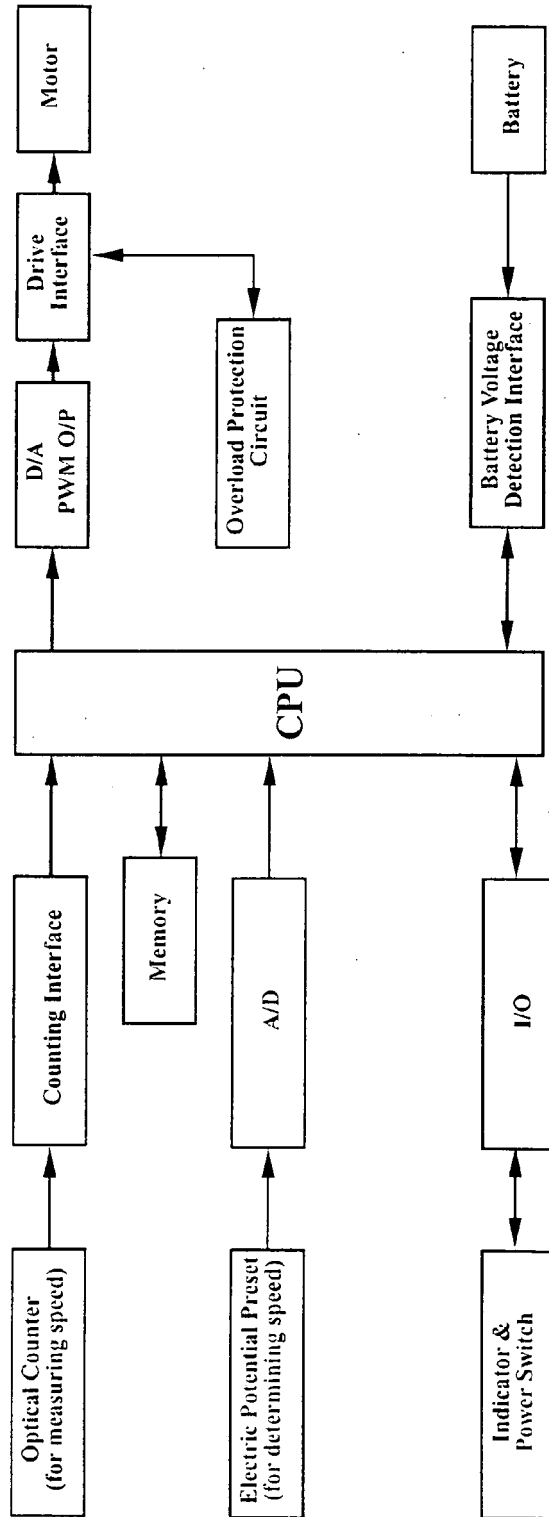 Optical Counter
(for measuring speed)
Counting Interface
D/A
PWM O/P
Drive
Interface
Motor
Memory
Overload Protection
Circuit
Electric Potential Preset
(for determining speed)
A/D
CPU
Indicator &
Power Switch
I/O
Battery Voltage
Detection Interface
Battery